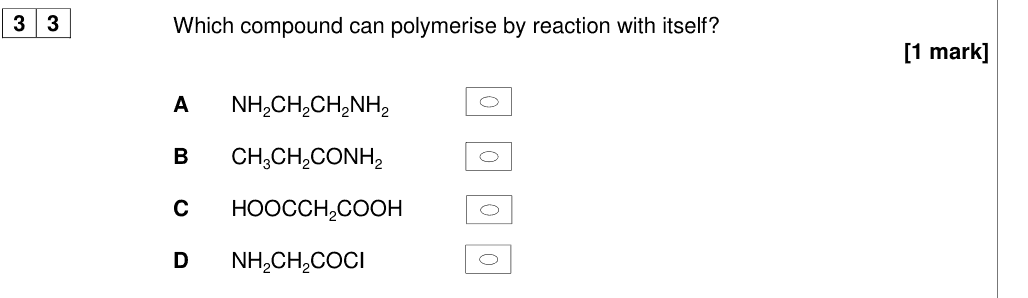 3 3 Which compound can polymerise by reaction with itself?
[1 mark]
A NH₂CH₂CH₂NH₂
B CH₃CH₂CONH₂
C HOOCCH₂COOH
D NH₂CH₂COCl